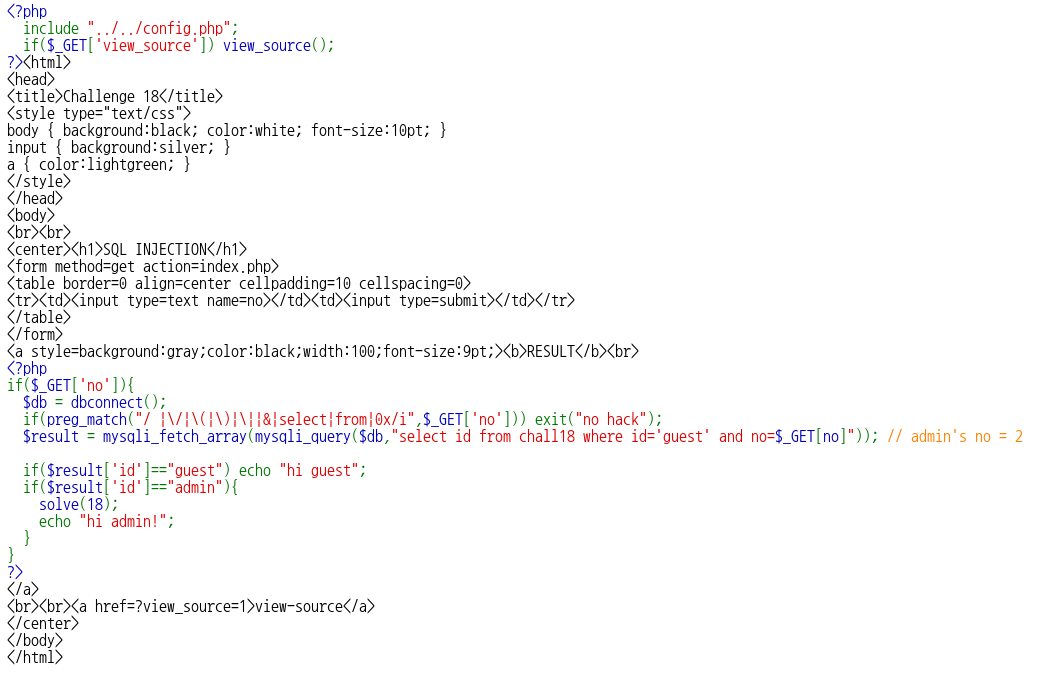 <?php
  include "../../config.php";
  if($_GET['view_source']) view_source();
?><html>
<head>
<title>Challenge 18</title>
<style type="text/css">
body { background:black; color:white; font-size:10pt; }
input { background:silver; }
a { color:lightgreen; }
</style>
</head>
<body>
<br><br>
<center><h1>SQL INJECTION</h1>
<form method=get action=index.php>
<table border=0 align=center cellpadding=10 cellspacing=0>
<tr><td><input type=text name=no></td><td><input type=submit></td></tr>
</table>
</form>
<a style=background:gray;color:black;width:100;font-size:9pt;><b>RESULT</b><br>
<?php
if($_GET['no']){
  $db = dbconnect();
  if(preg_match("/ |\/|\(|\)|\||&|select|from|0x/i",$_GET['no'])) exit("no hack");
  $result = mysqli_fetch_array(mysqli_query($db,"select id from chall18 where id='guest' and no=$_GET[no]")); // admin's no = 2
  if($result['id']=="guest") echo "hi guest";
  if($result['id']=="admin"){
    solve(18);
    echo "hi admin!";
  }
}
?>
</a>
<br><br><a href=?view_source=1>view-source</a>
</center>
</body>
</html>